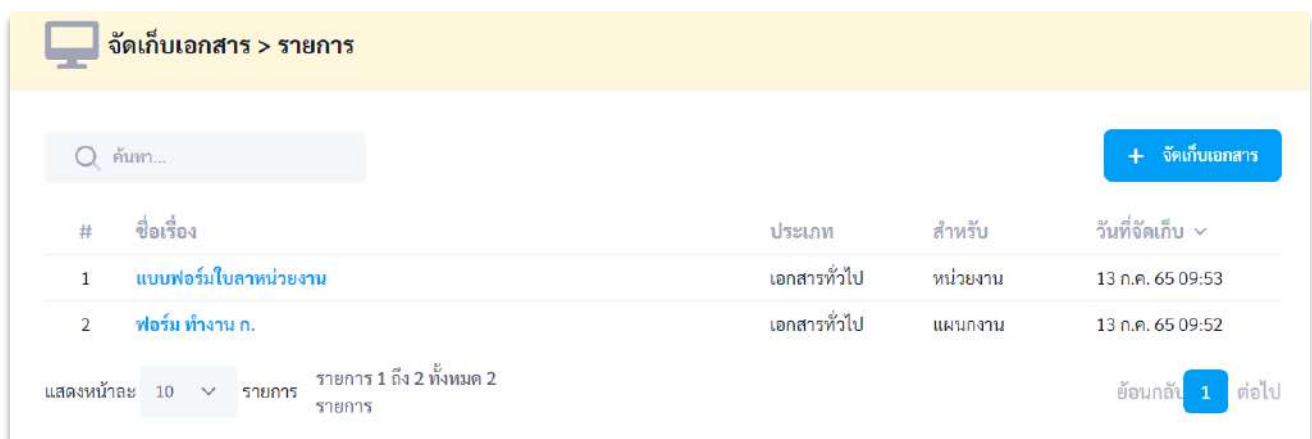 จัดเก็บเอกสาร > รายการ
ค้นหา...
+ จัดเก็บเอกสาร
# ชื่อเรื่อง ประเภท สำหรับ วันที่จัดเก็บ
1 แบบฟอร์มใบลาหน่วยงาน เอกสารทั่วไป หน่วยงาน 13 ก.ค. 65 09:53
2 ฟอร์ม ทำงาน ก. เอกสารทั่วไป แผนกงาน 13 ก.ค. 65 09:52
แสดงหน้าละ 10 รายการ รายการ 1 ถึง 2 ทั้งหมด 2 ย้อนกลับ 1 ต่อไป
รายการ